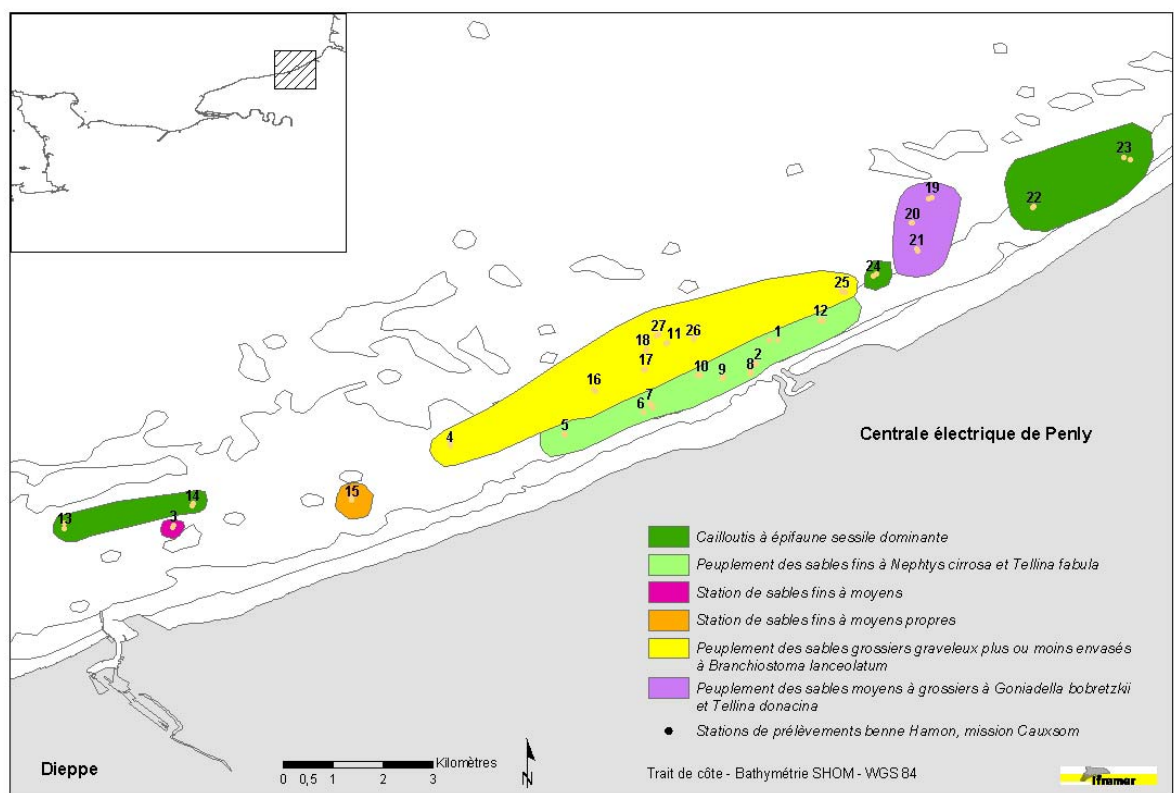 23
19
22
20
21
24
25
12
27
11
26
1
18
2
17
10
9
8
16
7
6
5
4
15
14
3
13
Centrale électrique de Penly
Cailloutis à épifaune sessile dominante
Peuplement des sables fins à Nephtys cirrosa et Tellina fabula
Station de sables fins à moyens
Station de sables fins à moyens propres
Peuplement des sables grossiers graveleux plus ou moins envasés
à Branchiostoma lanceolatum
Peuplement des sables moyens à grossiers à Goniadella bobretzkii
et Tellina donacina
Stations de prélèvements benne Hamon, mission Cauxsom
Dieppe
Kilomètres
0 0,5 1 2 3
N
Trait de côte - Bathymétrie SHOM - WGS 84
Ifremer